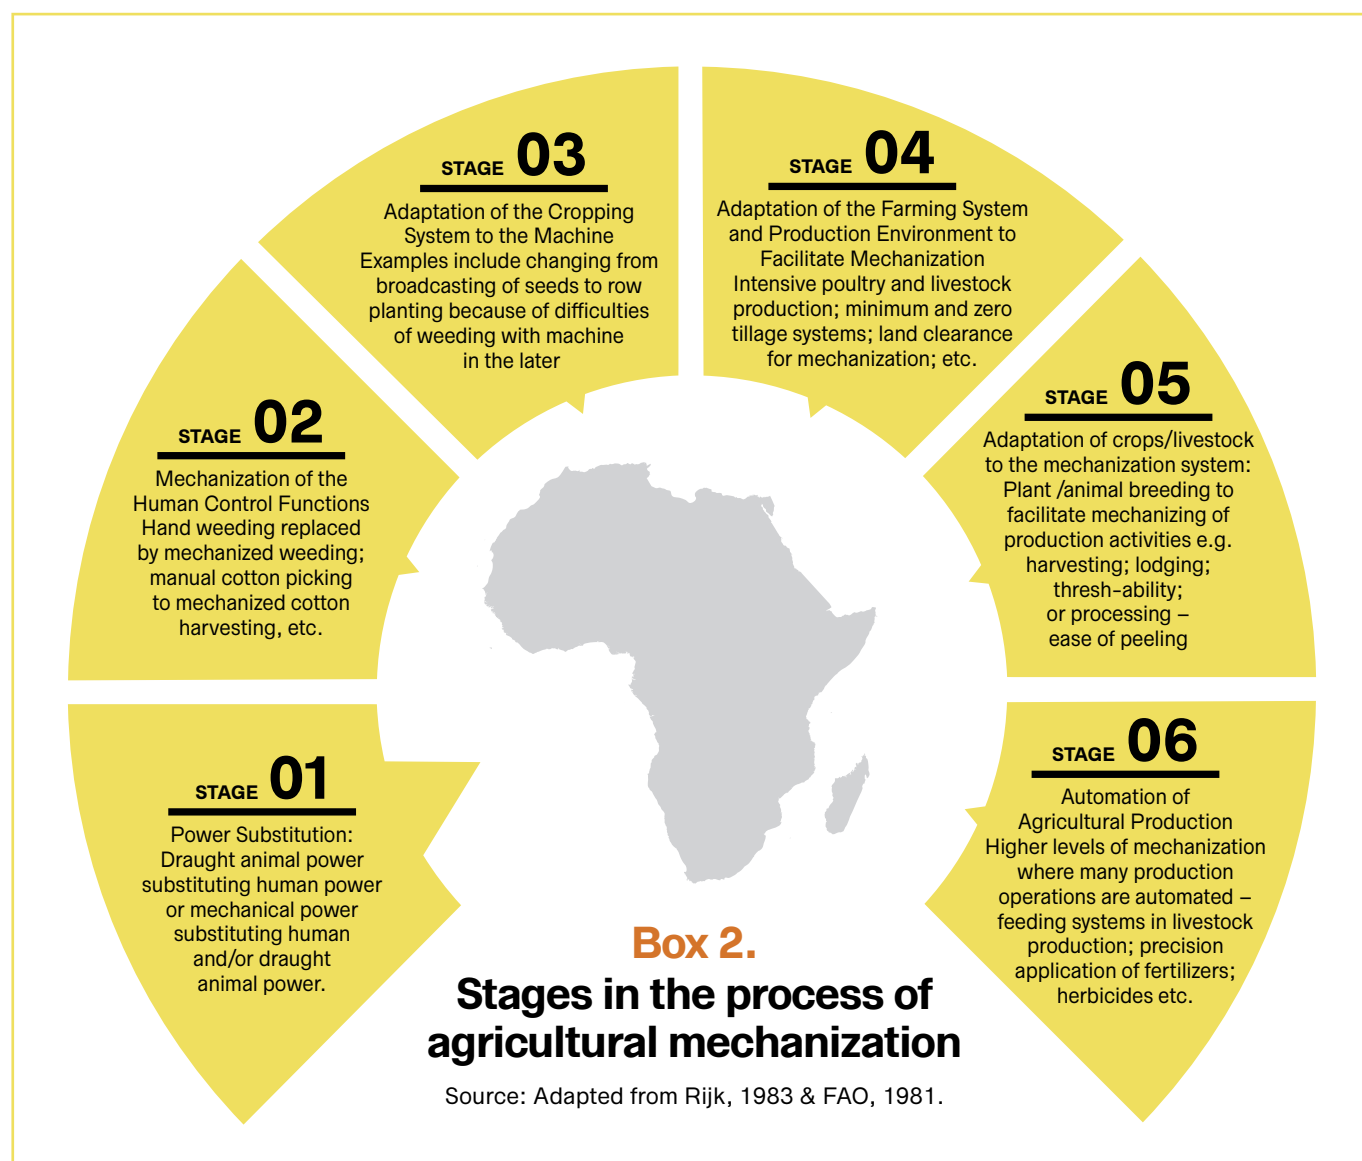 STAGE 01
Power Substitution:
Draught animal power
substituting human power
or mechanical power
substituting human
and/or draught
animal power.
STAGE 02
Mechanization of the
Human Control Functions
Hand weeding replaced
by mechanized weeding;
manual cotton picking
to mechanized cotton
harvesting, etc.
STAGE 03
Adaptation of the Cropping
System to the Machine
Examples include changing from
broadcasting of seeds to row
planting because of difficulties
of weeding with machine
in the later
STAGE 04
Adaptation of the Farming System
and Production Environment to
Facilitate Mechanization
Intensive poultry and livestock
production; minimum and zero
tillage systems; land clearance
for mechanization; etc.
STAGE 05
Adaptation of crops/livestock
to the mechanization system:
Plant /animal breeding to
facilitate mechanizing of
production activities e.g.
harvesting; lodging;
thresh-ability;
or processing –
ease of peeling
STAGE 06
Automation of
Agricultural Production
Higher levels of mechanization
where many production
operations are automated –
feeding systems in livestock
production; precision
application of fertilizers;
herbicides etc.
Box 2.
Stages in the process of
agricultural mechanization
Source: Adapted from Rijk, 1983 & FAO, 1981.